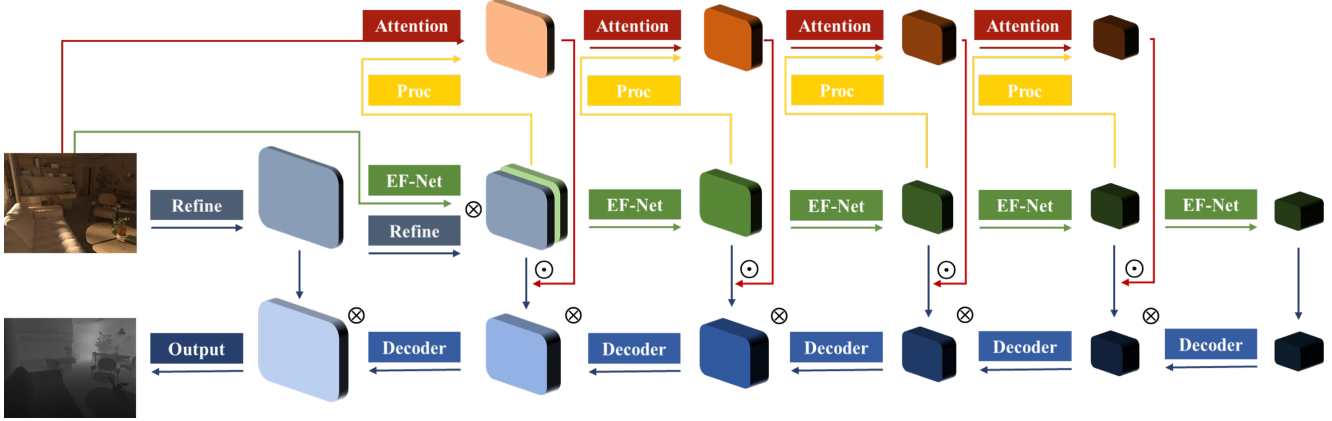 Attention
Attention
Attention
Attention
Proc
Proc
Proc
Proc
EF-Net
Refine
EF-Net
EF-Net
EF-Net
EF-Net
Refine
Output
Decoder
Decoder
Decoder
Decoder
Decoder